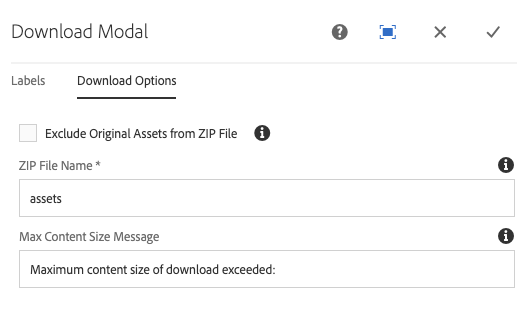 Download Modal
Labels
Download Options
Exclude Original Assets from ZIP File
ZIP File Name *
assets
Max Content Size Message
Maximum content size of download exceeded: